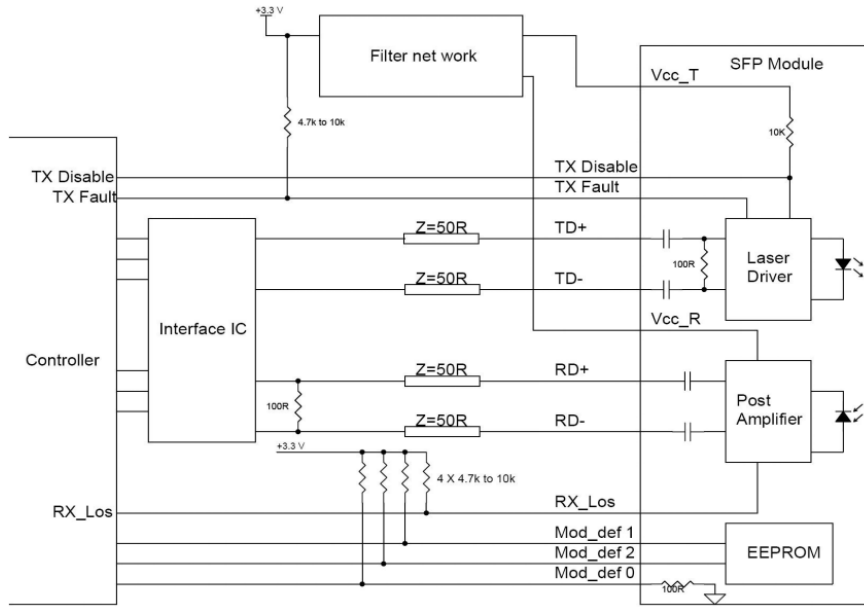 +3.3 V
Filter net work
SFP Module
Vcc_T
4.7k to 10k
10K
TX Disable
TX Disable
TX Fault
TX Fault
Z=50R
TD+
100R
Laser
Driver
Z=50R
TD-
Interface IC
Vcc_R
Controller
Z=50R
RD+
100R
Post
Amplifier
Z=50R
RD-
+3.3 V
4 X 4.7k to 10k
RX_Los
RX_Los
Mod_def 1
Mod_def 2
EEPROM
Mod_def 0
100R